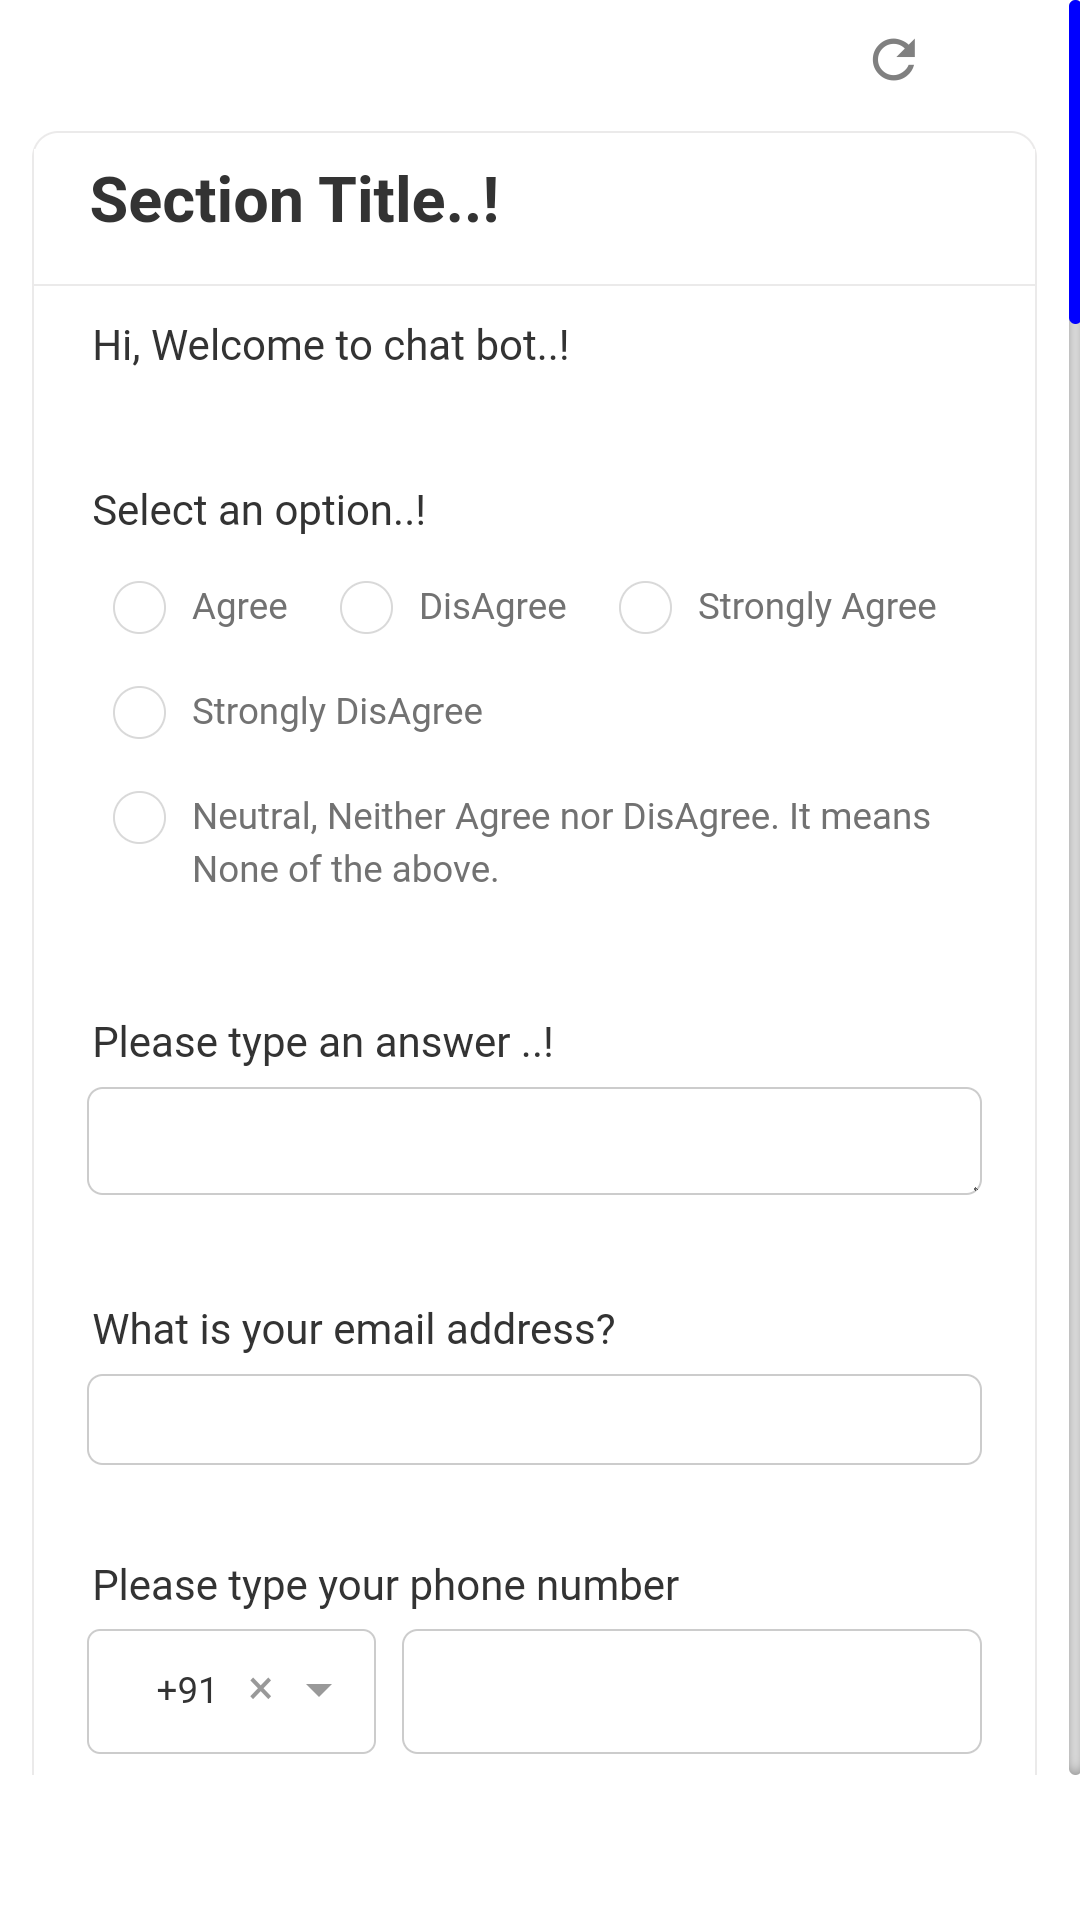 Section Title..!
Hi, Welcome to chat bot..!
Select an option..!
Agree DisAgree Strongly Agree
Strongly DisAgree
Neutral, Neither Agree nor DisAgree. It means
None of the above.
Please type an answer ..!
What is your email address?
Please type your phone number
+91 ×